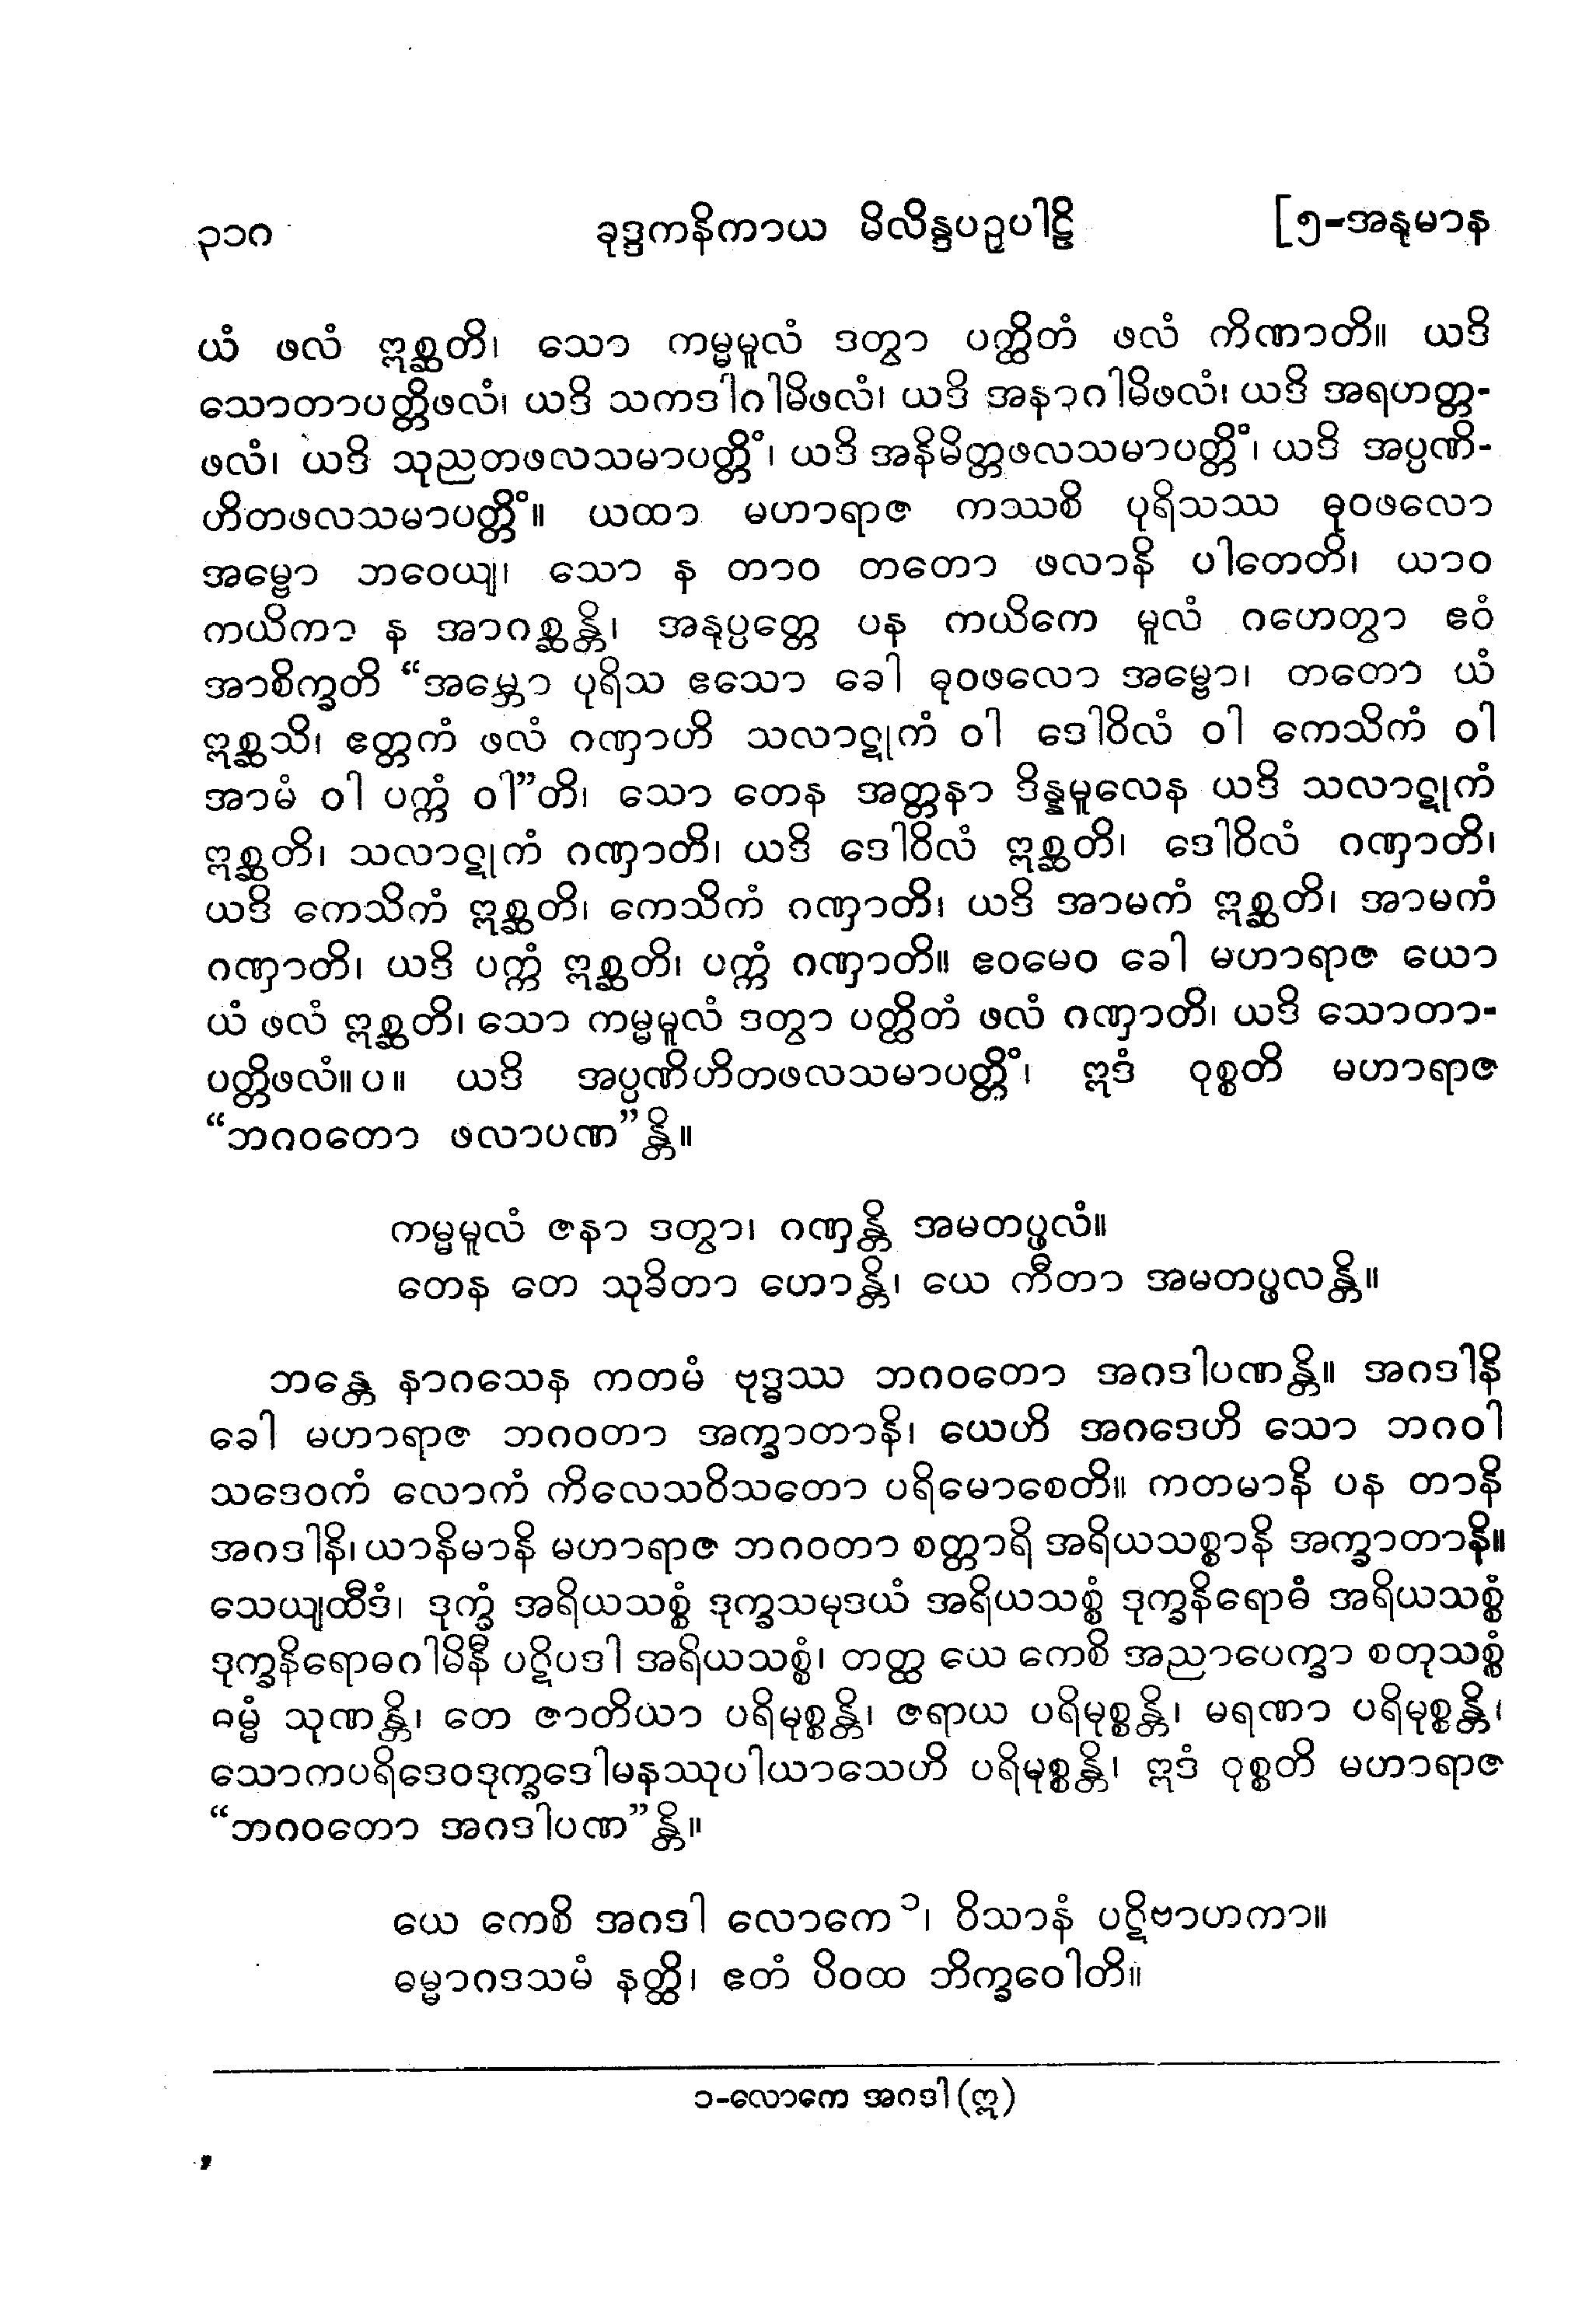 ၃၁၈ ခုဒ္ဒကနိကာယ မိလိန္ဒပဉှပါဠိ [၅-အနုမာန
ယံ ဖလံ ဣစ္ဆတိ၊ သော ကမ္မမူလံ ဒတွာ ပတ္ထိတံ ဖလံ ကိဏာတိ။ ယဒိ
သောတာပတ္တိဖလံ၊ ယဒိ သကဒါဂါမိဖလံ၊ ယဒိ အနာဂါမိဖလံ၊ ယဒိ အရဟတ္တ-
ဖလံ၊ ယဒိ သုညတဖလသမာပတ္တိံ၊ ယဒိ အနိမိတ္တဖလသမာပတ္တိံ၊ ယဒိ အပ္ပဏိ-
ဟိတဖလသမာပတ္တိံ။ ယထာ မဟာရာဇ ကဿစိ ပုရိသဿ ဓုဝဖလော
အမ္ဗော ဘဝေယျ၊ သော န တာဝ တတော ဖလာနိ ပါတေတိ၊ ယာဝ
ကယိကာ န အာဂစ္ဆန္တိ၊ အနုပ္ပတ္တေ ပန ကယိကေ မူလံ ဂဟေတွာ ဧဝံ
အာစိက္ခတိ “အမ္ဘော ပုရိသ ဧသော ခေါ ဓုဝဖလော အမ္ဗော၊ တတော ယံ
ဣစ္ဆသိ၊ ဧတ္တကံ ဖလံ ဂဏှာဟိ သလာဋုကံ ဝါ ဒေါဝိလံ ဝါ ကေသိကံ ဝါ
အာမံ ဝါ ပက္ကံ ဝါ”တိ၊ သော တေန အတ္တနာ ဒိန္နမူလေန ယဒိ သလာဋုကံ
ဣစ္ဆတိ၊ သလာဋုကံ ဂဏှာတိ၊ ယဒိ ဒေါဝိလံ ဣစ္ဆတိ၊ ဒေါဝိလံ ဂဏှာတိ၊
ယဒိ ကေသိကံ ဣစ္ဆတိ၊ ကေသိကံ ဂဏှာတိ၊ ယဒိ အာမကံ ဣစ္ဆတိ၊ အာမကံ
ဂဏှာတိ၊ ယဒိ ပက္ကံ ဣစ္ဆတိ၊ ပက္ကံ ဂဏှာတိ။ ဧဝမေဝ ခေါ မဟာရာဇ ယော
ယံ ဖလံ ဣစ္ဆတိ၊ သော ကမ္မမူလံ ဒတွာ ပတ္ထိတံ ဖလံ ဂဏှာတိ၊ ယဒိ သောတာ-
ပတ္တိဖလံ။ပ။ ယဒိ အပ္ပဏိဟိတဖလသမာပတ္တိံ၊ ဣဒံ ဝုစ္စတိ မဟာရာဇ
“ဘဂဝတော ဖလာပဏ”န္တိ။
ကမ္မမူလံ ဇနာ ဒတွာ၊ ဂဏှန္တိ အမတပ္ဖလံ။
တေန တေ သုခိတာ ဟောန္တိ၊ ယေ ကီတာ အမတပ္ဖလန္တိ။
ဘန္တေ နာဂသေန ကတမံ ဗုဒ္ဓဿ ဘဂဝတော အဂဒါပဏန္တိ။ အဂဒါနိ
ခေါ မဟာရာဇ ဘဂဝတာ အက္ခာတာနိ၊ ယေဟိ အဂဒေဟိ သော ဘဂဝါ
သဒေဝကံ လောကံ ကိလေသဝိသတော ပရိမောစေတိ။ ကတမာနိ ပန တာနိ
အဂဒါနိ၊ ယာနိမာနိ မဟာရာဇ ဘဂဝတာ စတ္တာရိ အရိယသစ္စာနိ အက္ခာတာနိ။
သေယျထိဒံ၊ ဒုက္ခံ အရိယသစ္စံ ဒုက္ခသမုဒယံ အရိယသစ္စံ ဒုက္ခနိရောဓံ အရိယသစ္စံ
ဒုက္ခနိရောဓဂါမိနီ ပဋိပဒါ အရိယသစ္စံ၊ တတ္ထ ယေ ကေစိ အညာပေက္ခာ စတုသစ္စံ
ဓမ္မံ သုဏန္တိ၊ တေ ဇာတိယာ ပရိမုစ္စန္တိ၊ ဇရာယ ပရိမုစ္စန္တိ၊ မရဏာ ပရိမုစ္စန္တိ၊
သောကပရိဒေဝဒုက္ခဒေါမနဿုပါယာသေဟိ ပရိမုစ္စန္တိ၊ ဣဒံ ဝုစ္စတိ မဟာရာဇ
“ဘဂဝတော အဂဒါပဏ”န္တိ။
ယေ ကေစိ အဂဒါ လောကေ ၁၊ ဝိသာနံ ပဋိဗာဟကာ။
ဓမ္မာဂဒသမံ နတ္ထိ၊ ဧတံ ပိဝထ ဘိက္ခဝေါတိ။
၁-လောကေ အဂဒါ (ဣ)